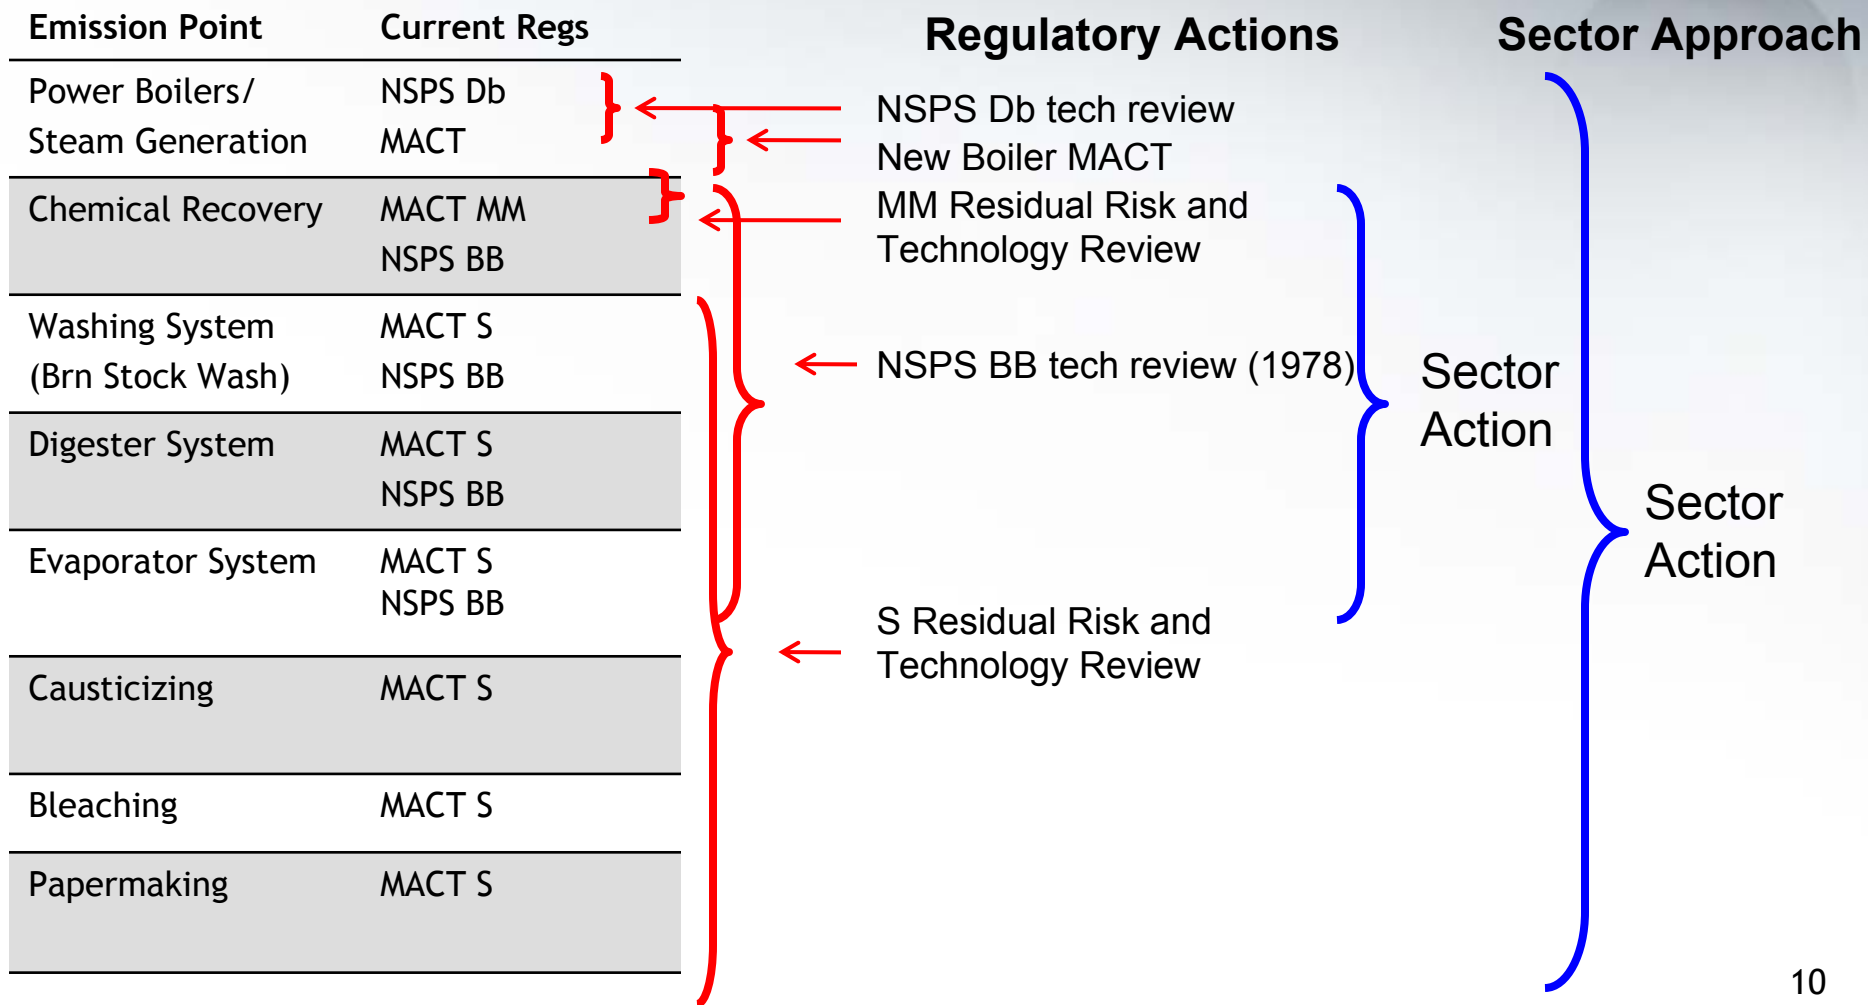 Emission Point Current Regs
Power Boilers/ NSPS Db
Steam Generation MACT
Chemical Recovery MACT MM
NSPS BB
Washing System MACT S
(Brn Stock Wash) NSPS BB
Digester System MACT S
NSPS BB
Evaporator System MACT S
NSPS BB
Causticizing MACT S
Bleaching MACT S
Papermaking MACT S
Regulatory Actions
NSPS Db tech review
New Boiler MACT
MM Residual Risk and
Technology Review
NSPS BB tech review (1978)
S Residual Risk and
Technology Review
Sector Approach
Sector
Action
Sector
Action
10